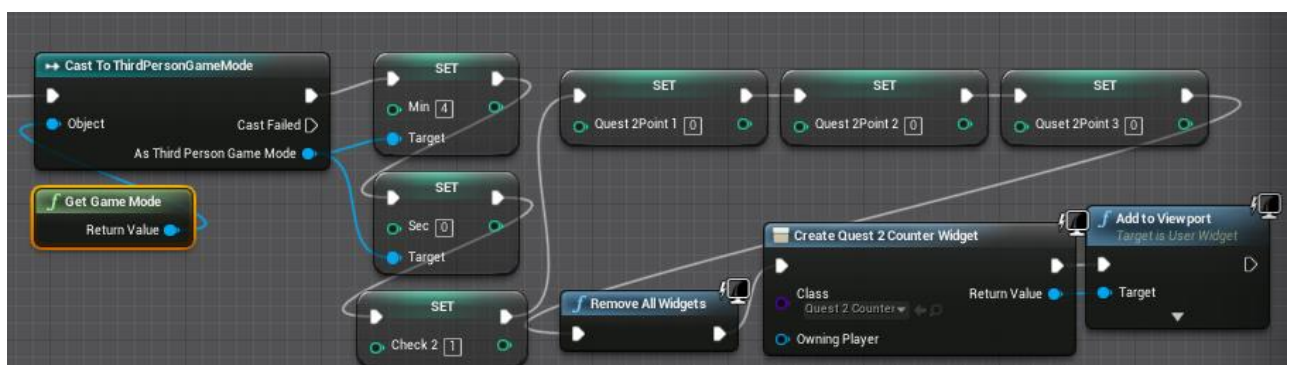 Cast To ThirdPersonGameMode
Object
Cast Failed
As Third Person Game Mode
Get Game Mode
Return Value
SET
Min 4
Target
SET
Sec 0
Target
SET
Check 2 1
SET
Quest 2Point 1 0
SET
Quest 2Point 2 0
SET
Quset 2Point 3 0
Remove All Widgets
Create Quest 2 Counter Widget
Class
Quest 2 Counter
Return Value
Owning Player
Add to Viewport
Target is User Widget
Target